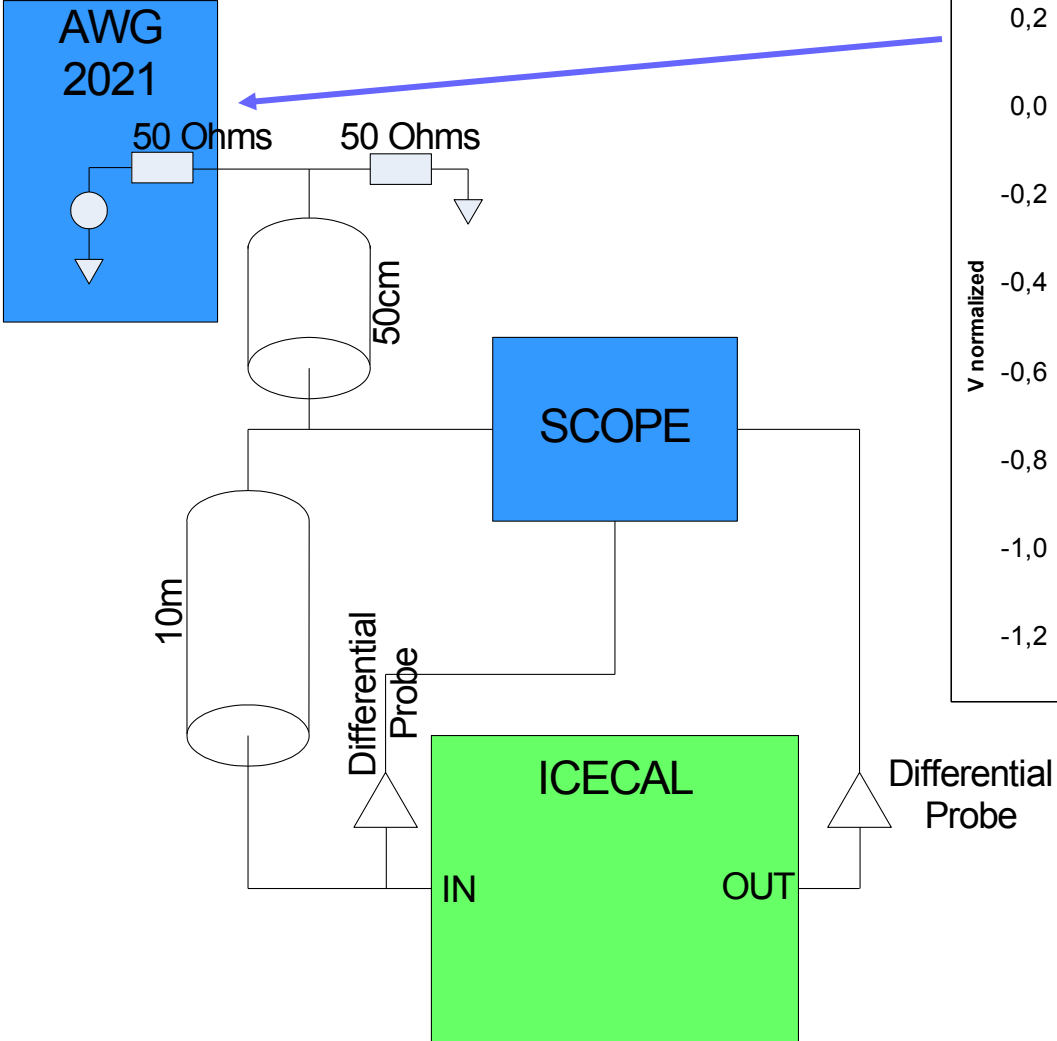 AWG
2021
50 Ohms
50 Ohms
50cm
SCOPE
10m
Differential
Probe
ICECAL
IN
OUT
Differential
Probe
V normalized
0,2
0,0
-0,2
-0,4
-0,6
-0,8
-1,0
-1,2